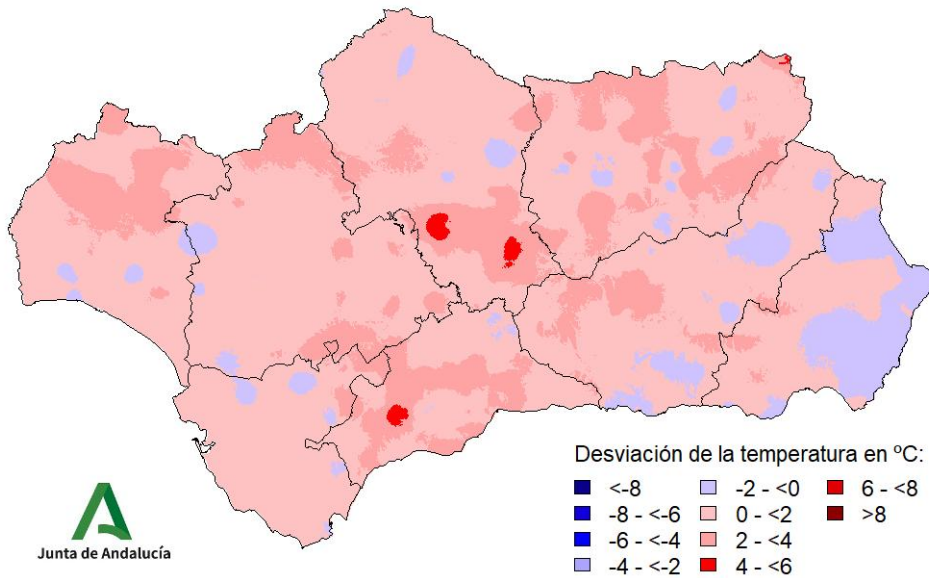 Desviación de la temperatura en ºC:
<-8 -2 - <0 6 - <8
-8 - <-6 0 - <2 >8
-6 - <-4 2 - <4
-4 - <-2 4 - <6
Junta de Andalucía